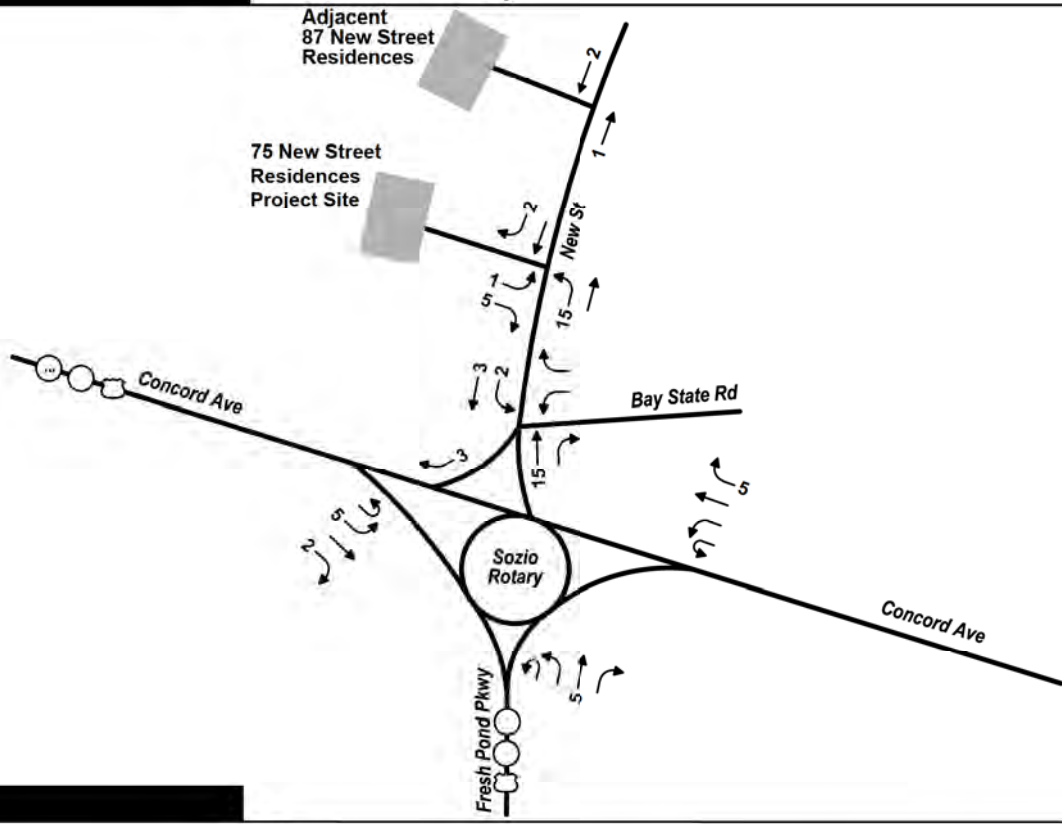 Adjacent
87 New Street
Residences
2
1
75 New Street
Residences
Project Site
2
New St
1
5
15
3
2
Bay State Rd
Concord Ave
3
15
5
5
2
Sozio
Rotary
Concord Ave
5
Fresh Pond Pkwy